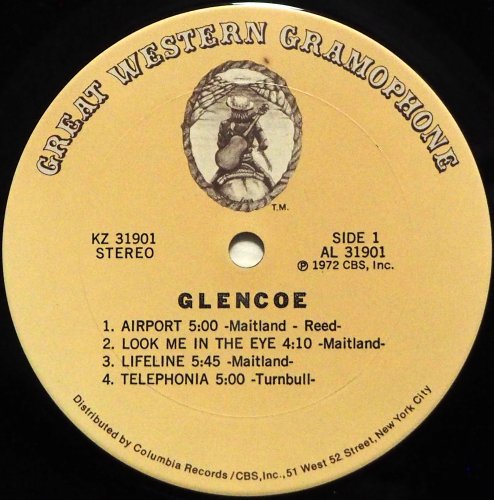 GREAT WESTERN GRAMOPHONE
T.M.
KZ 31901
STEREO
SIDE 1
AL 31901
℗ 1972 CBS, Inc.
GLENCOE
1. AIRPORT 5:00 -Maitland - Reed-
2. LOOK ME IN THE EYE 4:10 -Maitland-
3. LIFELINE 5:45 -Maitland-
4. TELEPHONIA 5:00 -Turnbull-
Distributed by Columbia Records/CBS, Inc., 51 West 52 Street, New York City